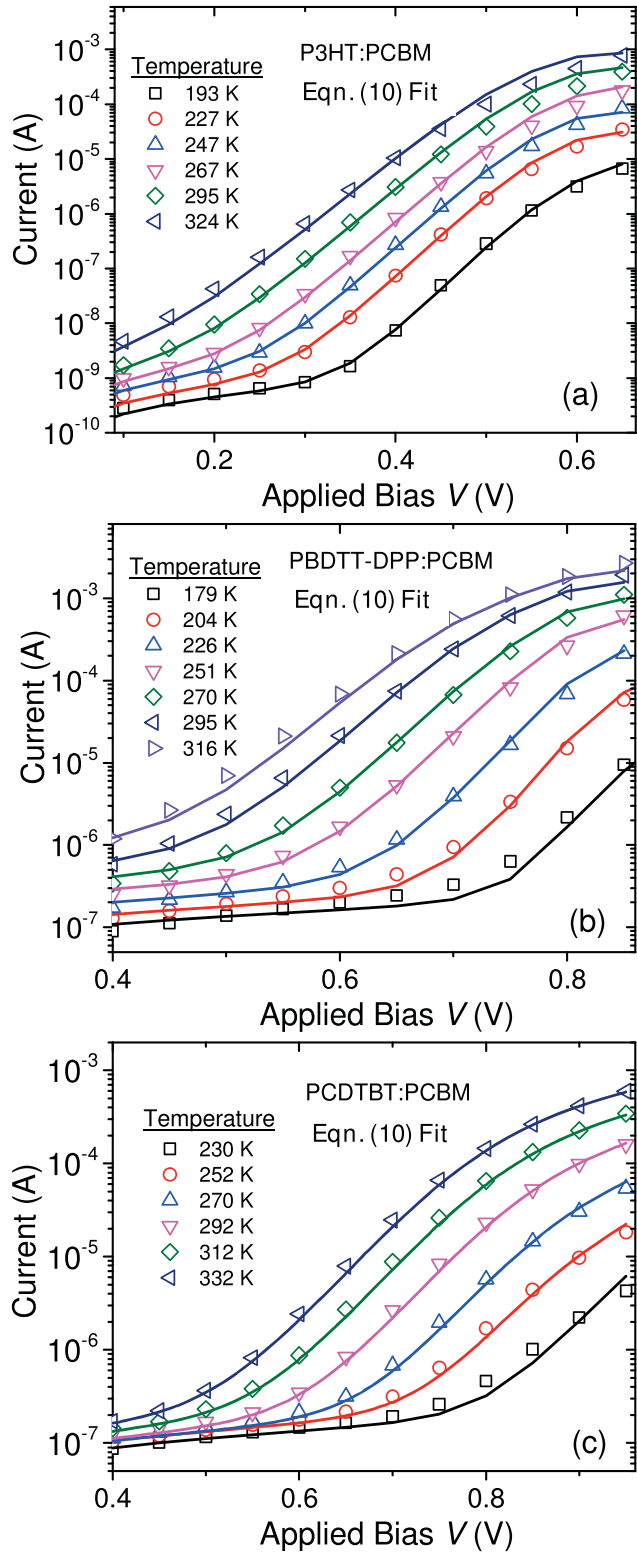 P3HT:PCBM
Eqn. (10) Fit
Temperature
193 K
227 K
247 K
267 K
295 K
324 K
10⁻³
10⁻⁴
10⁻⁵
10⁻⁶
10⁻⁷
10⁻⁸
10⁻⁹
10⁻¹⁰
Current (A)
(a)
0.2 0.4 0.6
Applied Bias V (V)
PBDTT-DPP:PCBM
Eqn. (10) Fit
Temperature
179 K
204 K
226 K
251 K
270 K
295 K
316 K
10⁻³
10⁻⁴
10⁻⁵
10⁻⁶
10⁻⁷
Current (A)
(b)
0.4 0.6 0.8
Applied Bias V (V)
PCDTBT:PCBM
Eqn. (10) Fit
Temperature
230 K
252 K
270 K
292 K
312 K
332 K
10⁻³
10⁻⁴
10⁻⁵
10⁻⁶
10⁻⁷
Current (A)
(c)
0.4 0.6 0.8
Applied Bias V (V)